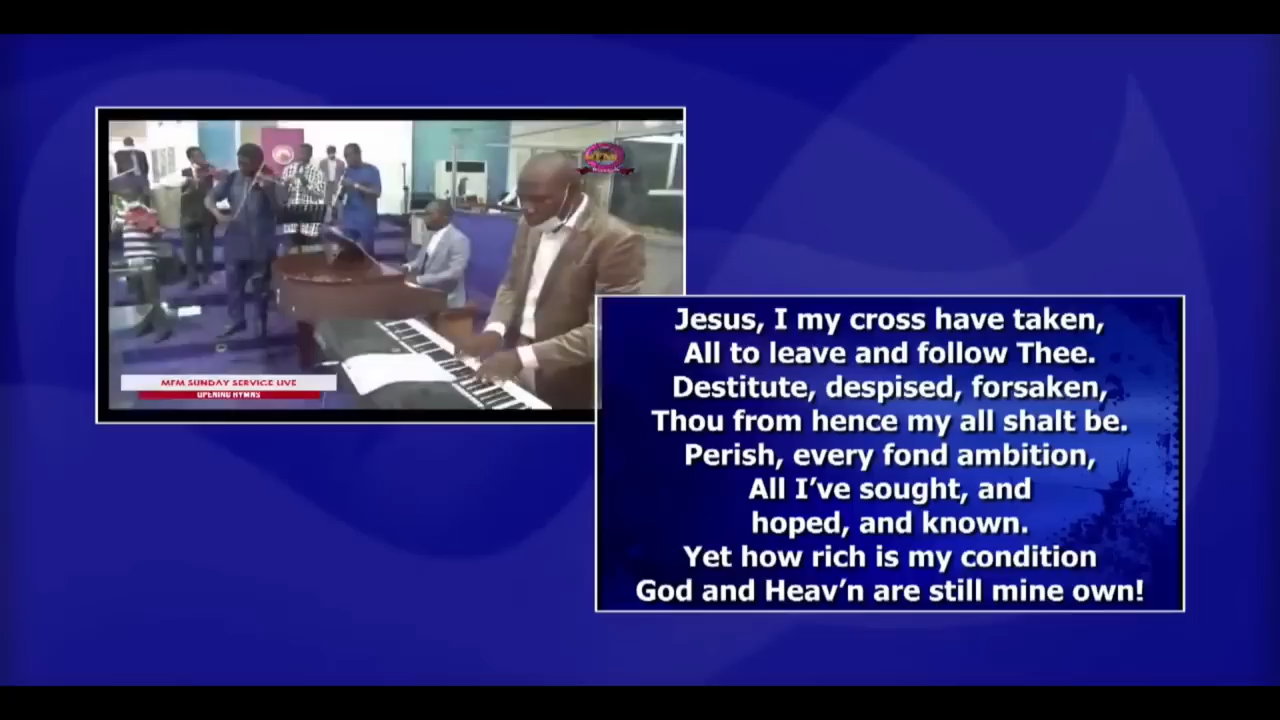 MFM SUNDAY SERVICE LIVE
OPENING HYMNS
Jesus, I my cross have taken,
All to leave and follow Thee.
Destitute, despised, forsaken,
Thou from hence my all shalt be.
Perish, every fond ambition,
All I’ve sought, and
hoped, and known.
Yet how rich is my condition
God and Heav’n are still mine own!